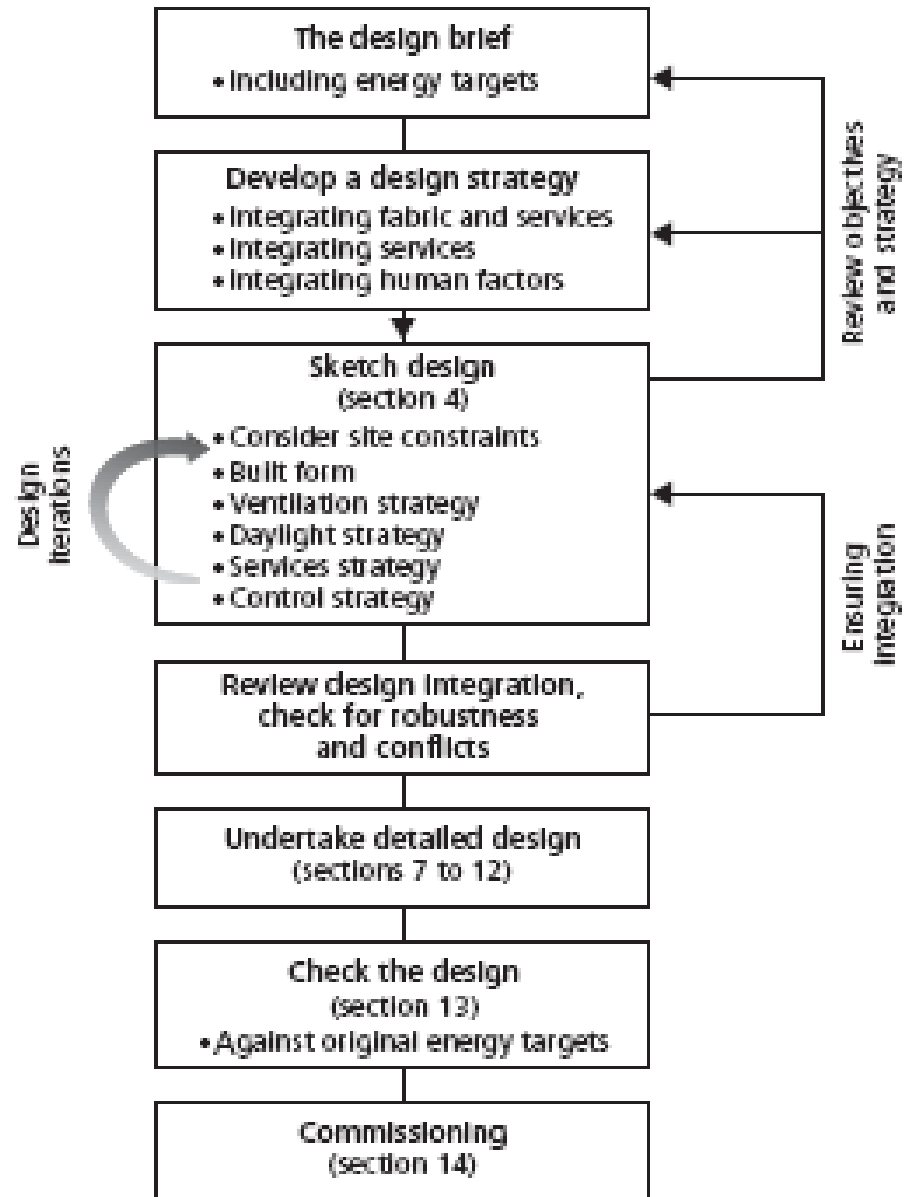 The design brief
• Including energy targets
Develop a design strategy
• Integrating fabric and services
• Integrating services
• Integrating human factors
Review objectives
and strategy
Sketch design
(section 4)
• Consider site constraints
• Built form
• Ventilation strategy
• Daylight strategy
• Services strategy
• Control strategy
Design
iterations
Ensuring
integration
Review design integration,
check for robustness
and conflicts
Undertake detailed design
(sections 7 to 12)
Check the design
(section 13)
• Against original energy targets
Commissioning
(section 14)